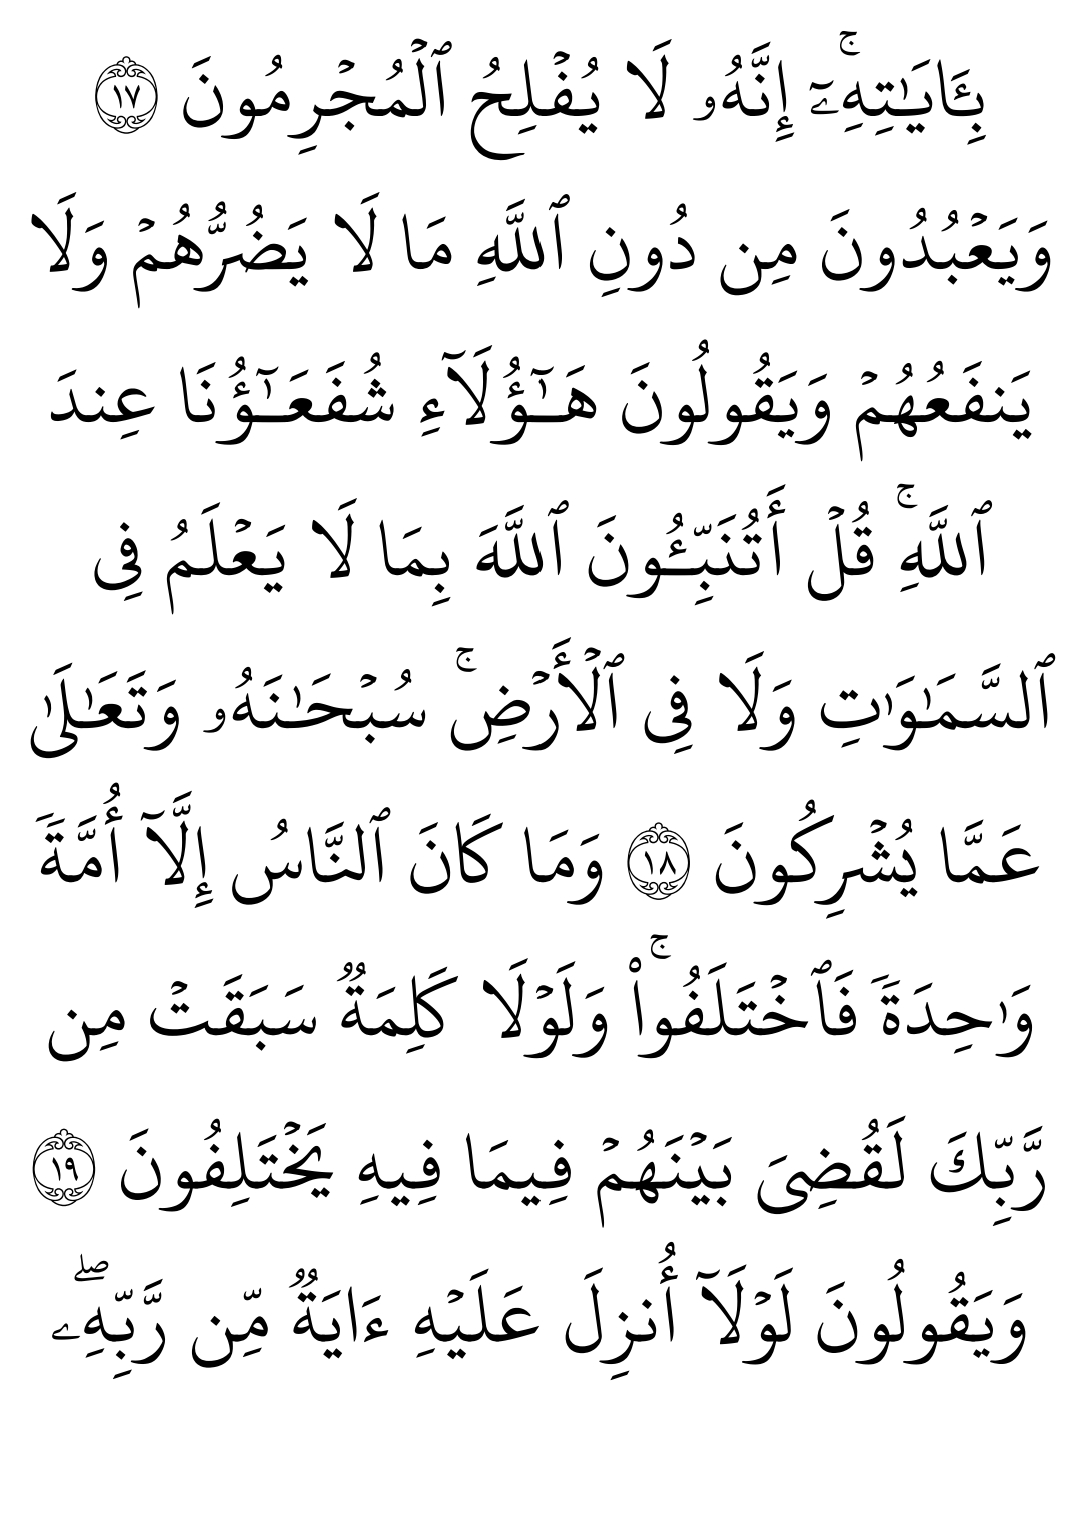 بِـَٔايَـٰتِهِۦٓ ۚ إِنَّهُۥ لَا يُفْلِحُ ٱلْمُجْرِمُونَ ١٧
وَيَعْبُدُونَ مِن دُونِ ٱللَّهِ مَا لَا يَضُرُّهُمْ وَلَا
يَنفَعُهُمْ وَيَقُولُونَ هَـٰٓؤُلَآءِ شُفَعَـٰٓؤُنَا عِندَ
ٱللَّهِ ۚ قُلْ أَتُنَبِّـُٔونَ ٱللَّهَ بِمَا لَا يَعْلَمُ فِى
ٱلسَّمَـٰوَٰتِ وَلَا فِى ٱلْأَرْضِ ۚ سُبْحَـٰنَهُۥ وَتَعَـٰلَىٰ
عَمَّا يُشْرِكُونَ ١٨ وَمَا كَانَ ٱلنَّاسُ إِلَّآ أُمَّةً
وَٰحِدَةً فَٱخْتَلَفُوا۟ ۚ وَلَوْلَا كَلِمَةٌ سَبَقَتْ مِن
رَّبِّكَ لَقُضِىَ بَيْنَهُمْ فِيمَا فِيهِ يَخْتَلِفُونَ ١٩
وَيَقُولُونَ لَوْلَآ أُنزِلَ عَلَيْهِ ءَايَةٌ مِّن رَّبِّهِۦ ۖ